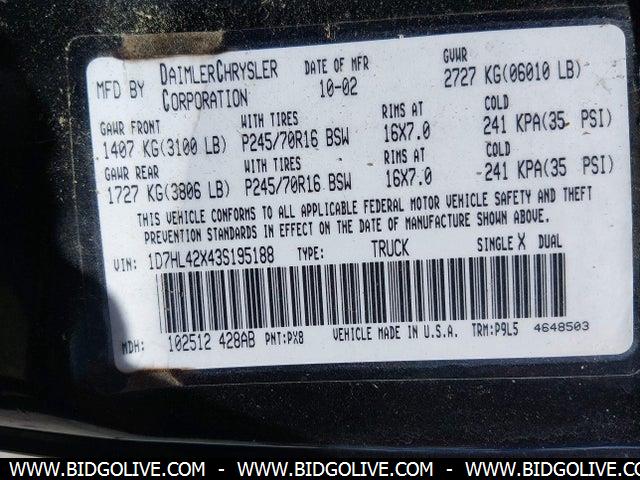 MFD BY DAIMLERCHRYSLER CORPORATION DATE OF MFR 10-02 GVWR 2727 KG(06010 LB)
GAWR FRONT WITH TIRES RIMS AT COLD
1407 KG(3100 LB) P245/70R16 BSW 16X7.0 241 KPA(35 PSI)
GAWR REAR WITH TIRES RIMS AT COLD
1727 KG(3806 LB) P245/70R16 BSW 16X7.0 241 KPA(35 PSI)
THIS VEHICLE CONFORMS TO ALL APPLICABLE FEDERAL MOTOR VEHICLE SAFETY AND THEFT
PREVENTION STANDARDS IN EFFECT ON THE DATE OF MANUFACTURE SHOWN ABOVE.
VIN: 1D7HL42X43S195188 TYPE: TRUCK SINGLE X DUAL
MDH: 102512 428AB PNT:PX8 VEHICLE MADE IN U.S.A. TRM:P9L5 4648503
WWW.BIDGOLIVE.COM - WWW.BIDGOLIVE.COM - WWW.BIDGOLIVE.COM